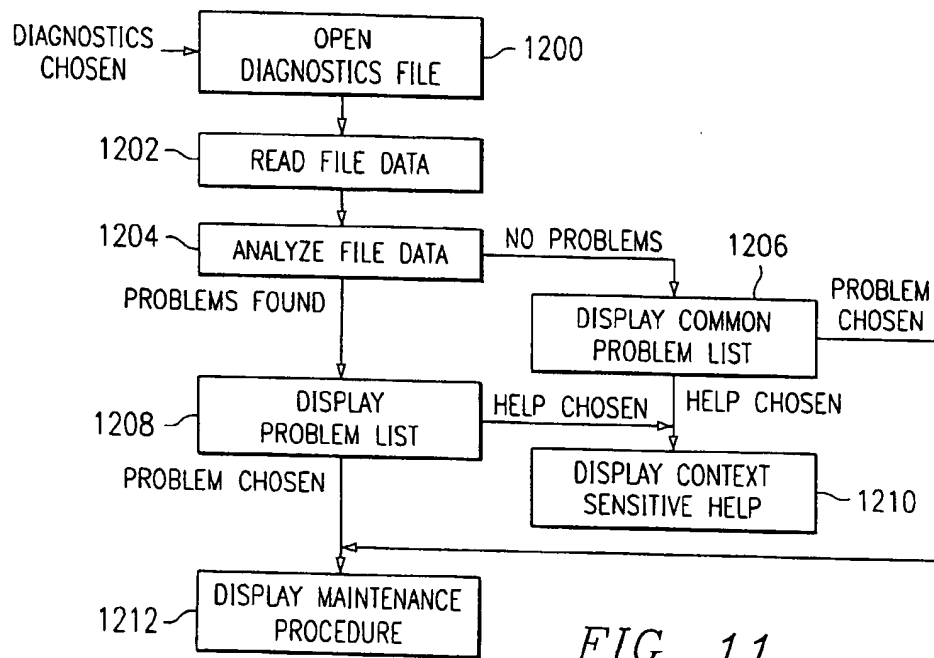 DIAGNOSTICS
CHOSEN
OPEN
DIAGNOSTICS FILE
1200
1202
READ FILE DATA
1204
ANALYZE FILE DATA
NO PROBLEMS
1206
PROBLEMS FOUND
DISPLAY COMMON
PROBLEM LIST
PROBLEM
CHOSEN
1208
DISPLAY
PROBLEM LIST
HELP CHOSEN
HELP CHOSEN
PROBLEM CHOSEN
DISPLAY CONTEXT
SENSITIVE HELP
1210
1212
DISPLAY MAINTENANCE
PROCEDURE
FIG. 11